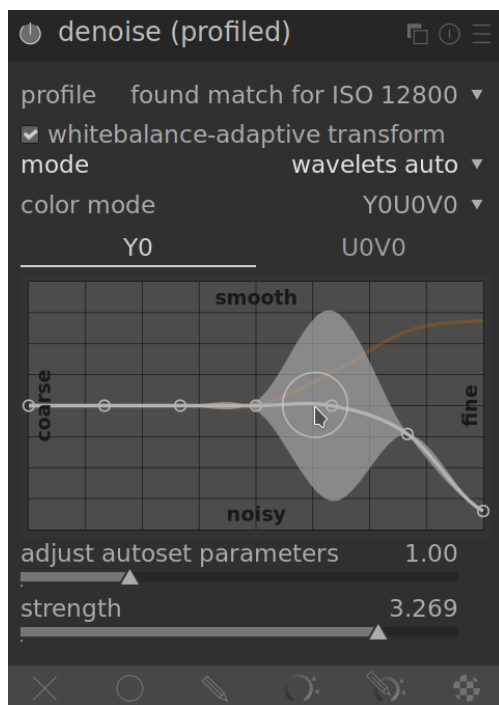 denoise (profiled)
profile found match for ISO 12800
whitebalance-adaptive transform
mode wavelets auto
color mode Y0U0V0
Y0 U0V0
smooth
coarse
fine
noisy
adjust autoset parameters 1.00
strength 3.269